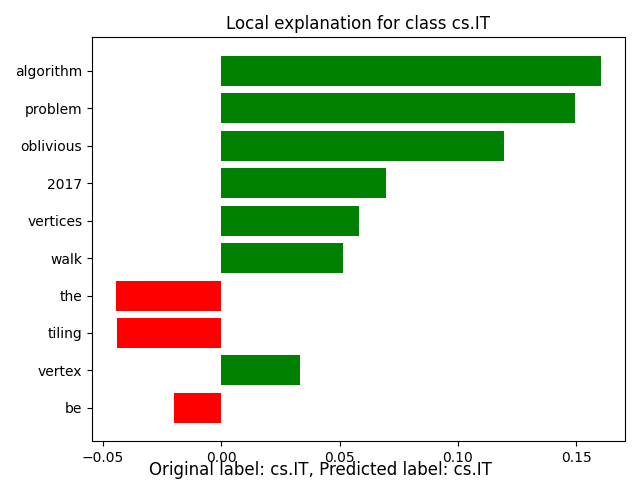 Local explanation for class cs.IT
algorithm
problem
oblivious
2017
vertices
walk
the
tiling
vertex
be
−0.05 0.00 0.05 0.10 0.15
Original label: cs.IT, Predicted label: cs.IT